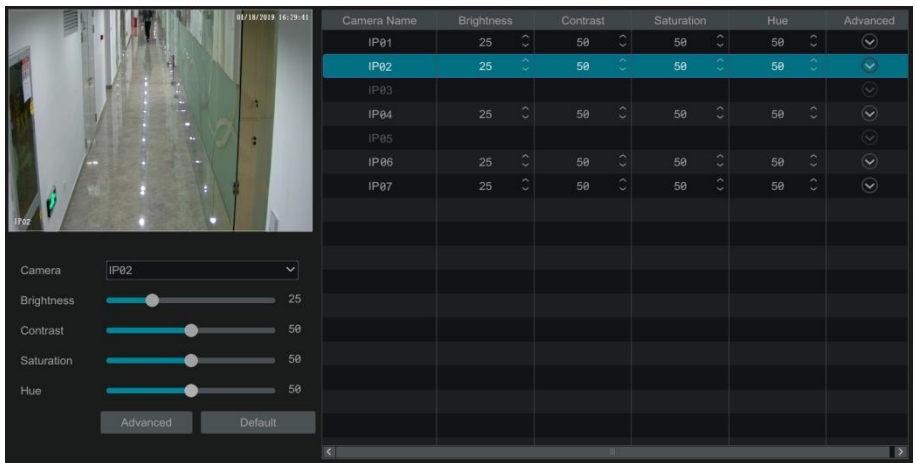 01/18/2019 16:29:41
IP02
Camera IP02
Brightness 25
Contrast 50
Saturation 50
Hue 50
Advanced Default
Camera Name Brightness Contrast Saturation Hue Advanced
IP01 25 50 50 50
IP02 25 50 50 50
IP03
IP04 25 50 50 50
IP05
IP06 25 50 50 50
IP07 25 50 50 50